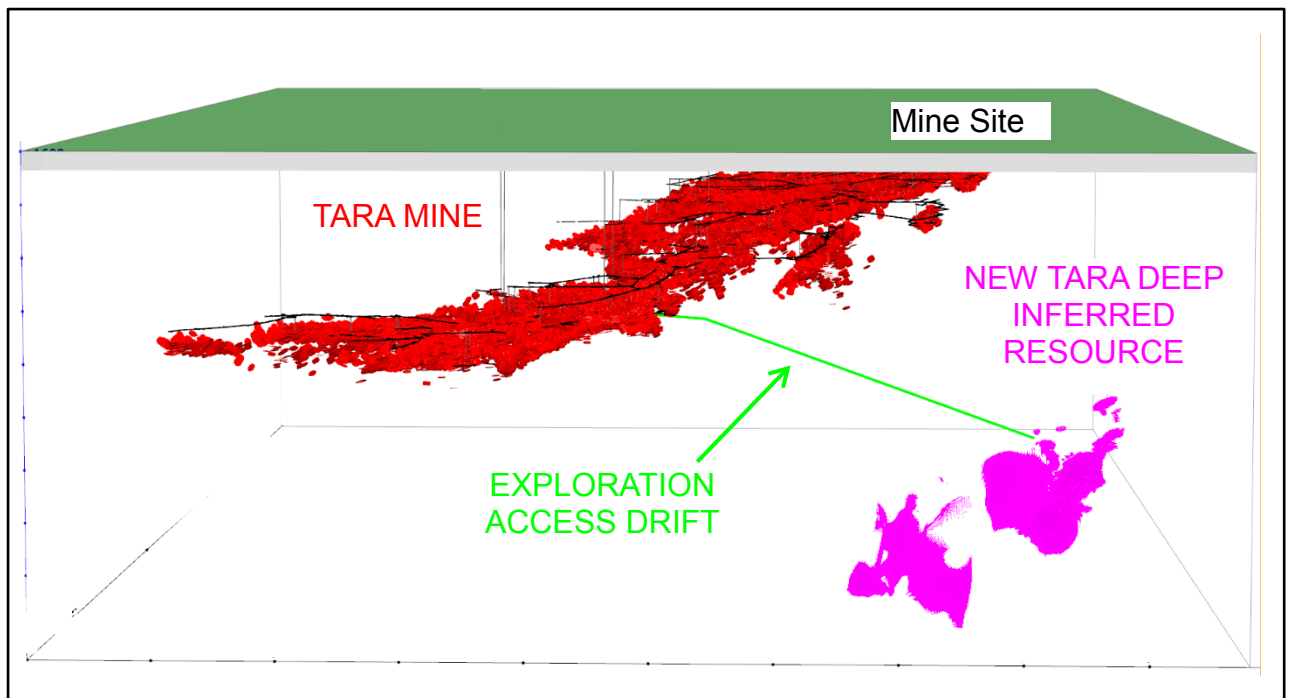 Mine Site
TARA MINE
NEW TARA DEEP
INFERRED
RESOURCE
EXPLORATION
ACCESS DRIFT